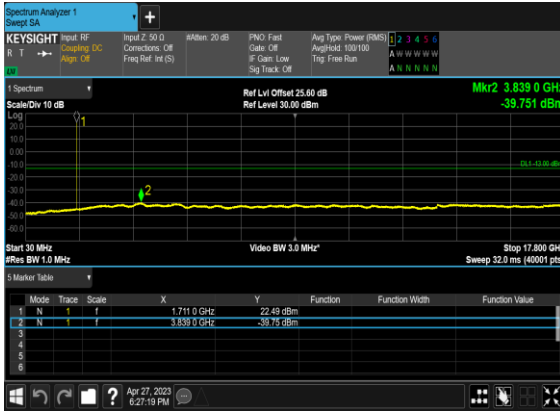 Spectrum Analyzer 1
Swept SA
+
KEYSIGHT
R T
Input: RF
Coupling: DC
Align: Off
Input Z: 50 Ω
Corrections: Off
Freq Ref: Int (S)
#Atten: 20 dB
PNO: Fast
Gate: Off
IF Gain: Low
Sig Track: Off
Avg Type: Power (RMS)
Avg|Hold: 100/100
Trig: Free Run
1 2 3 4 5 6
A W W W W W
A N N N N N
1 Spectrum
Scale/Div 10 dB
Ref Lvl Offset 25.60 dB
Ref Level 30.00 dBm
Mkr2 3.839 0 GHz
-39.751 dBm
Log
20.0
10.0
0.00
-10.0
-20.0
-30.0
-40.0
-50.0
-60.0
1
2
DL1 -13.00 dBm
Start 30 MHz
#Res BW 1.0 MHz
Video BW 3.0 MHz*
Stop 17.800 GHz
Sweep 32.0 ms (40001 pts)
5 Marker Table
Mode Trace Scale X Y Function Function Width Function Value
1 N 1 f 1.711 0 GHz 22.49 dBm
2 N 1 f 3.839 0 GHz -39.75 dBm
3
4
5
6
?
Apr 27, 2023
6:27:19 PM